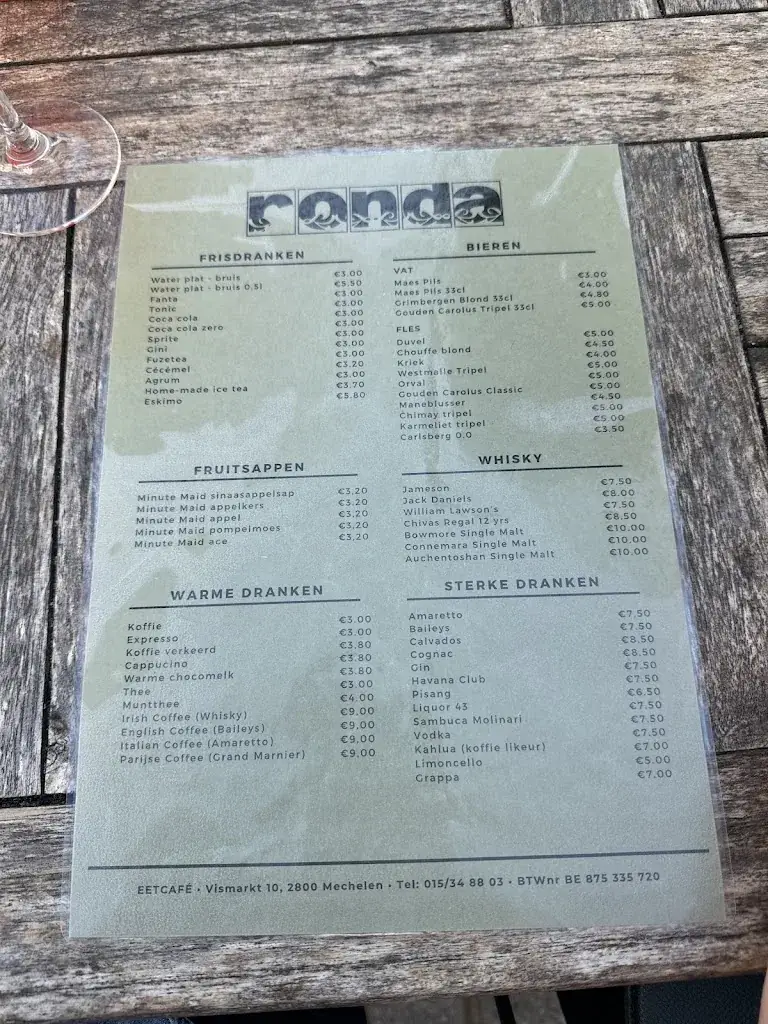 ronda
FRISDRANKEN
Water plat - bruis €3.00
Water plat - bruis 0,5l €5.50
Fanta €3.00
Tonic €3.00
Coca cola €3.00
Coca cola zero €3.00
Sprite €3.00
Gini €3.00
Fuzetea €3.00
Cécémel €3.20
Agrum €3.00
Home-made ice tea €3.70
Eskimo €5.80
FRUITSAPPEN
Minute Maid sinaasappelsap €3,20
Minute Maid appelkers €3,20
Minute Maid appel €3,20
Minute Maid pompelmoes €3,20
Minute Maid ace €3,20
WARME DRANKEN
Koffie €3.00
Expresso €3.00
Koffie verkeerd €3.80
Cappucino €3.80
Warme chocomelk €3.80
Thee €3.00
Muntthee €4.00
Irish Coffee (Whisky) €9,00
English Coffee (Baileys) €9,00
Italian Coffee (Amaretto) €9,00
Parijse Coffee (Grand Marnier) €9,00
BIEREN
VAT
Maes Pils €3.00
Maes Pils 33cl €4.00
Grimbergen Blond 33cl €4.80
Gouden Carolus Tripel 33cl €5.00
FLES
Duvel €5.00
Chouffe blond €4.50
Kriek €4.00
Westmalle Tripel €5.00
Orval €5.00
Gouden Carolus Classic €5.00
Maneblusser €4.50
Chimay tripel €5.00
Karmeliet tripel €5.00
Carlsberg 0.0 €3.50
WHISKY
Jameson €7.50
Jack Daniels €8.00
William Lawson's €7.50
Chivas Regal 12 yrs €8.50
Bowmore Single Malt €10.00
Connemara Single Malt €10.00
Auchentoshan Single Malt €10.00
STERKE DRANKEN
Amaretto €7.50
Baileys €7.50
Calvados €8.50
Cognac €8.50
Gin €7.50
Havana Club €7.50
Pisang €6.50
Liquor 43 €7.50
Sambuca Molinari €7.50
Vodka €7.50
Kahlua (koffie likeur) €7.00
Limoncello €5.00
Grappa €7.00
EETCAFÉ • Vismarkt 10, 2800 Mechelen • Tel: 015/34 88 03 • BTWnr BE 875 335 720